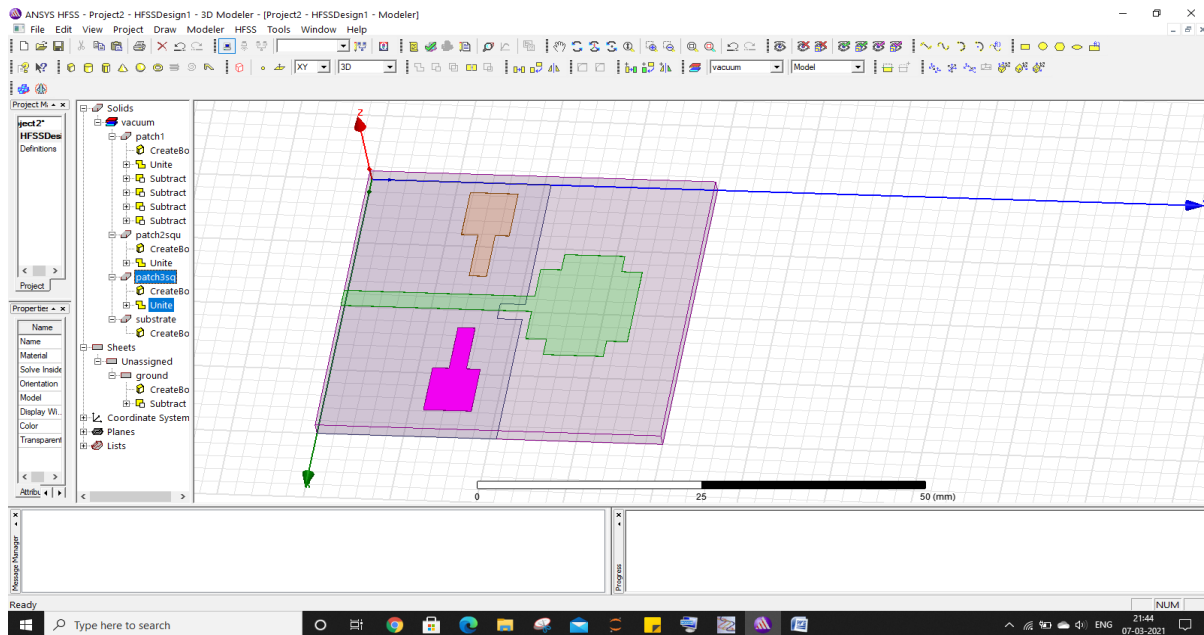 ANSYS HFSS - Project2 - HFSSDesign1 - 3D Modeler - [Project2 - HFSSDesign1 - Modeler]
File Edit View Project Draw Modeler HFSS Tools Window Help
XY 3D vacuum Model
Project M
ject2*
HFSSDes
Definitions
Project
Properties
Name
Name
Material
Solve Inside
Orientation
Model
Display Wi..
Color
Transparent
Attribu
Solids
vacuum
patch1
CreateBo
Unite
Subtract
Subtract
Subtract
Subtract
patch2squ
CreateBo
Unite
patch3sq
CreateBo
Unite
substrate
CreateBo
Sheets
Unassigned
ground
CreateBo
Subtract
Coordinate System
Planes
Lists
Z
0 25 50 (mm)
Message Manager
Progress
Ready
NUM
Type here to search
ENG
21:44
07-03-2021